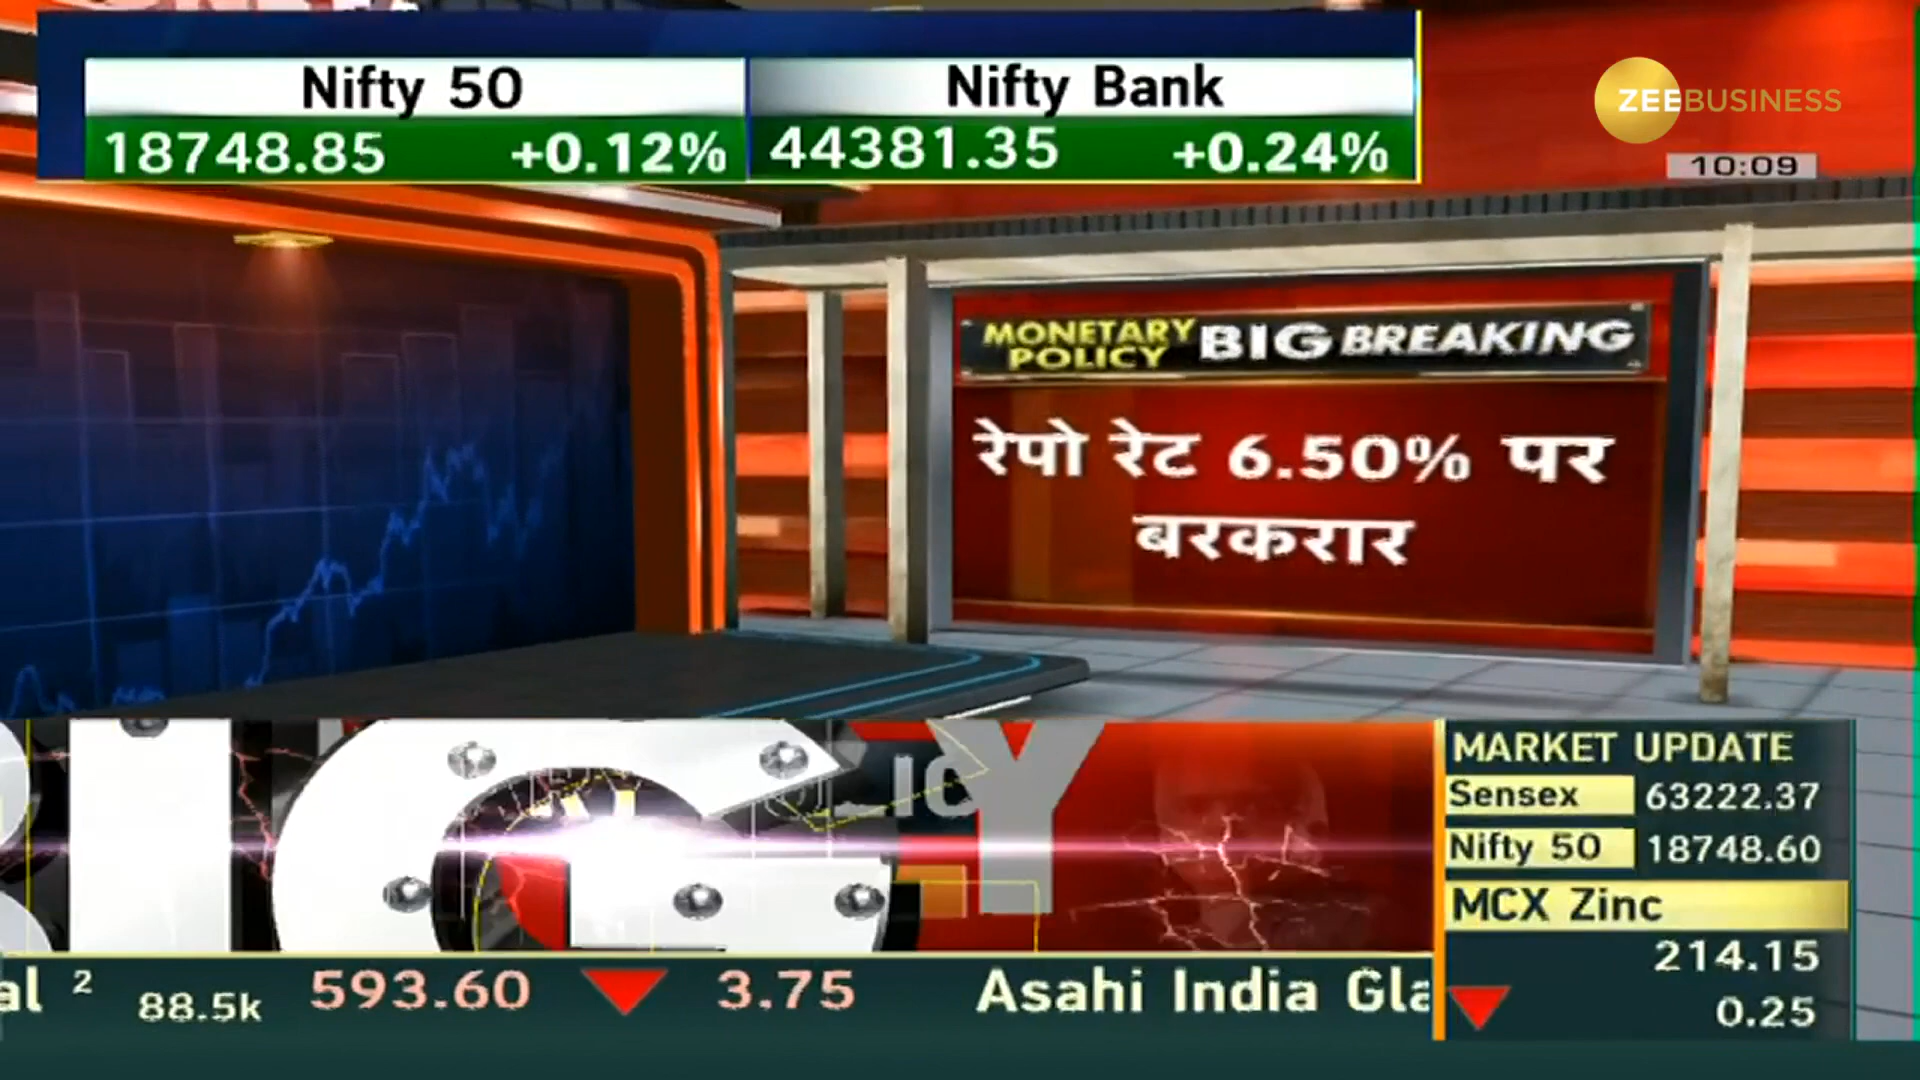 Nifty 50
18748.85 +0.12%
Nifty Bank
44381.35 +0.24%
ZEEBUSINESS
10:09
MONETARY POLICY BIG BREAKING
रेपो रेट 6.50% पर
बरकरार
MARKET UPDATE
Sensex 63222.37
Nifty 50 18748.60
MCX Zinc
214.15
0.25
al 2 88.5k 593.60 3.75 Asahi India Gla